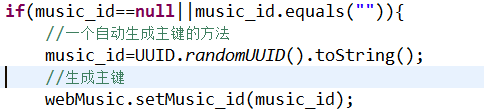 if(music_id==null||music_id.equals("")){
//一个自动生成主键的方法
music_id=UUID.randomUUID().toString();
//生成主键
webMusic.setMusic_id(music_id);